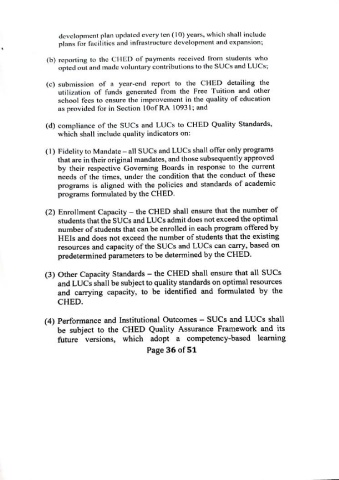 development plan updated every ten (10) years, which shall include
plans for facilities and infrastructure development and expansion;
(b) reporting to the CHED of payments received from students who
opted out and made voluntary contributions to the SUCs and LUCs;
(c) submission of a year-end report to the CHED detailing the
utilization of funds generated from the Free Tuition and other
school fees to ensure the improvement in the quality of education
as provided for in Section 10of RA 10931; and
(d) compliance of the SUCs and LUCs to CHED Quality Standards,
which shall include quality indicators on:
(1) Fidelity to Mandate – all SUCs and LUCs shall offer only programs
that are in their original mandates, and those subsequently approved
by their respective Governing Boards in response to the current
needs of the times, under the condition that the conduct of these
programs is aligned with the policies and standards of academic
programs formulated by the CHED.
(2) Enrollment Capacity – the CHED shall ensure that the number of
students that the SUCs and LUCs admit does not exceed the optimal
number of students that can be enrolled in each program offered by
HEIs and does not exceed the number of students that the existing
resources and capacity of the SUCs and LUCs can carry, based on
predetermined parameters to be determined by the CHED.
(3) Other Capacity Standards – the CHED shall ensure that all SUCs
and LUCs shall be subject to quality standards on optimal resources
and carrying capacity, to be identified and formulated by the
CHED.
(4) Performance and Institutional Outcomes – SUCs and LUCs shall
be subject to the CHED Quality Assurance Framework and its
future versions, which adopt a competency-based learning
Page 36 of 51